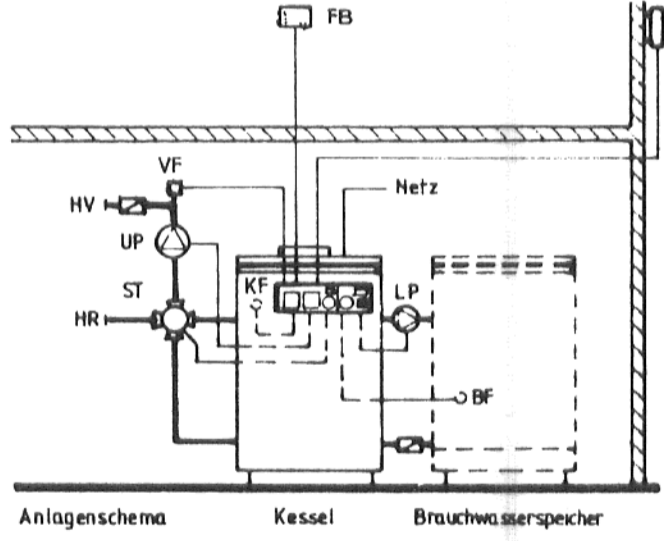 FB
VF
HV
Netz
UP
ST
KF
LP
HR
BF
Anlagenschema Kessel Brauchwasserspeicher